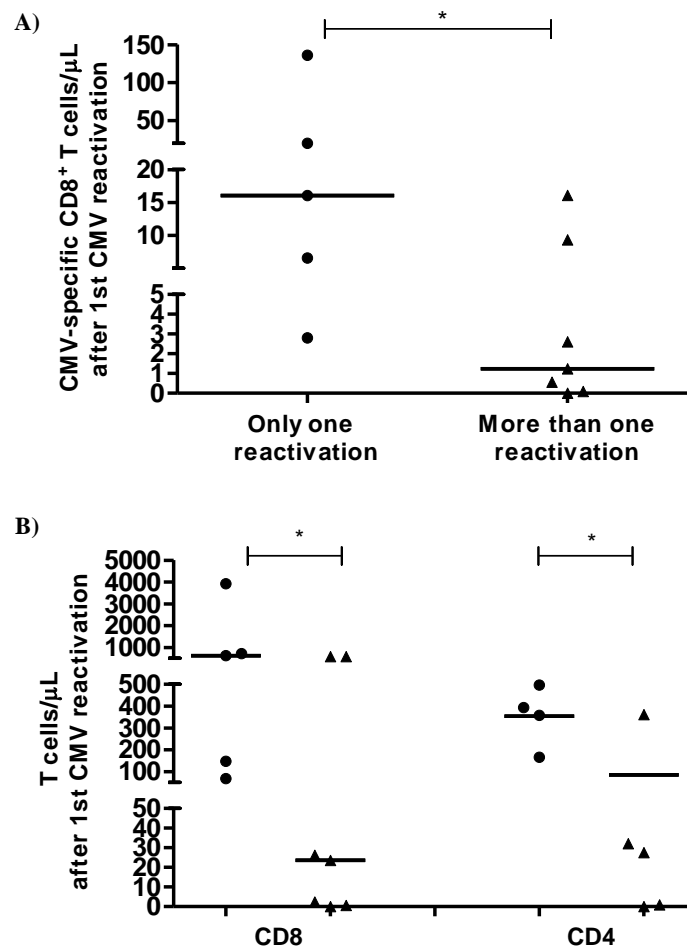 A)
*
CMV-specific CD8+ T cells/μL
after 1st CMV reactivation
150
100
50
20
15
10
5
4
3
2
1
0
Only one
reactivation
More than one
reactivation
B)
*
*
T cells/μL
after 1st CMV reactivation
5000
4000
3000
2000
1000
500
400
300
200
100
50
40
30
20
10
0
CD8
CD4